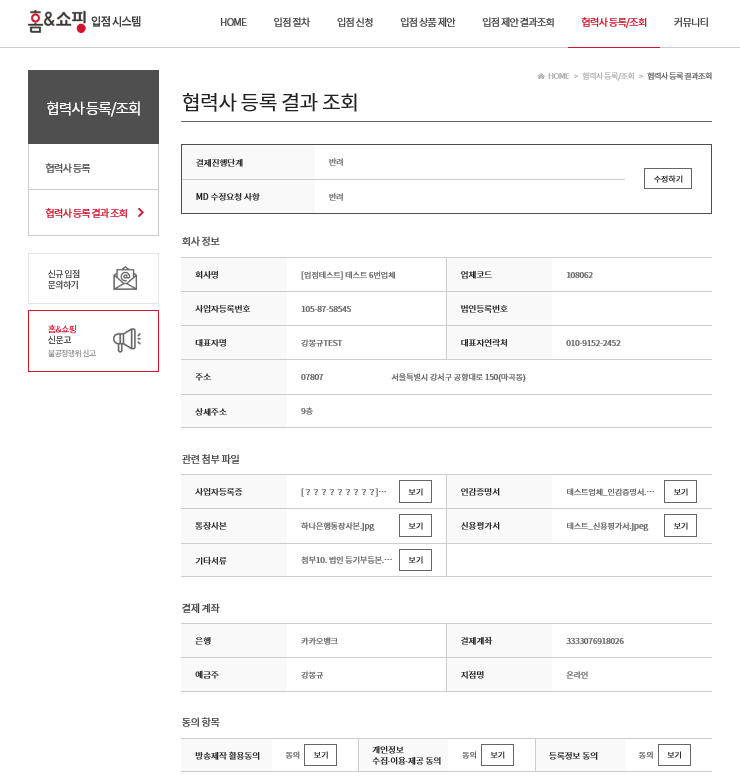 홈&쇼핑 입점 시스템
HOME 입점 절차 입점 신청 입점 상품 제안 입점 제안 결과조회 협력사 등록/조회 커뮤니티
HOME > 협력사 등록/조회 > 협력사 등록 결과조회
협력사 등록/조회
협력사 등록
협력사 등록 결과 조회
신규 입점
문의하기
홈&쇼핑
신문고
불공정행위 신고
협력사 등록 결과 조회
결제진행단계 반려
수정하기
MD 수정요청 사항 반려
회사 정보
회사명 [입점테스트] 테스트 6번업체 업체코드 108062
사업자등록번호 105-87-58545 법인등록번호
대표자명 강봉규TEST 대표자연락처 010-9152-2452
주소 07807 서울특별시 강서구 공항대로 150(마곡동)
상세주소 9층
관련 첨부 파일
사업자등록증 [？？？？？？？？？]… 보기 인감증명서 테스트업체_인감증명서.… 보기
통장사본 하나은행통장사본.jpg 보기 신용평가서 테스트_신용평가서.jpeg 보기
기타서류 첨부10. 법인 등기부등본.… 보기
결제 계좌
은행 카카오뱅크 결제계좌 3333076918026
예금주 강봉규 지점명 온라인
동의 항목
방송제작 활용동의 동의 보기 개인정보
수집·이용·제공 동의 동의 보기 등록정보 동의 동의 보기